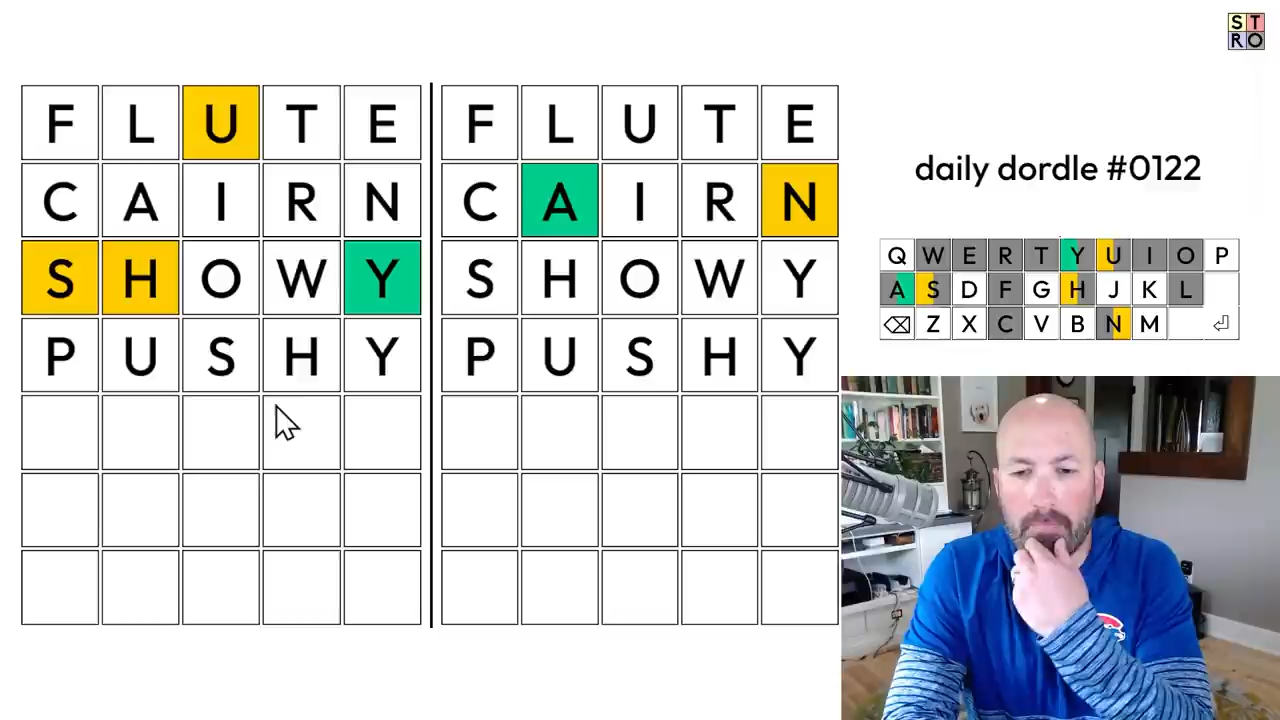 S T
R O
F L U T E F L U T E
C A I R N C A I R N
S H O W Y S H O W Y
P U S H Y P U S H Y
daily dordle #0122
Q W E R T Y U I O P
A S D F G H J K L
Z X C V B N M